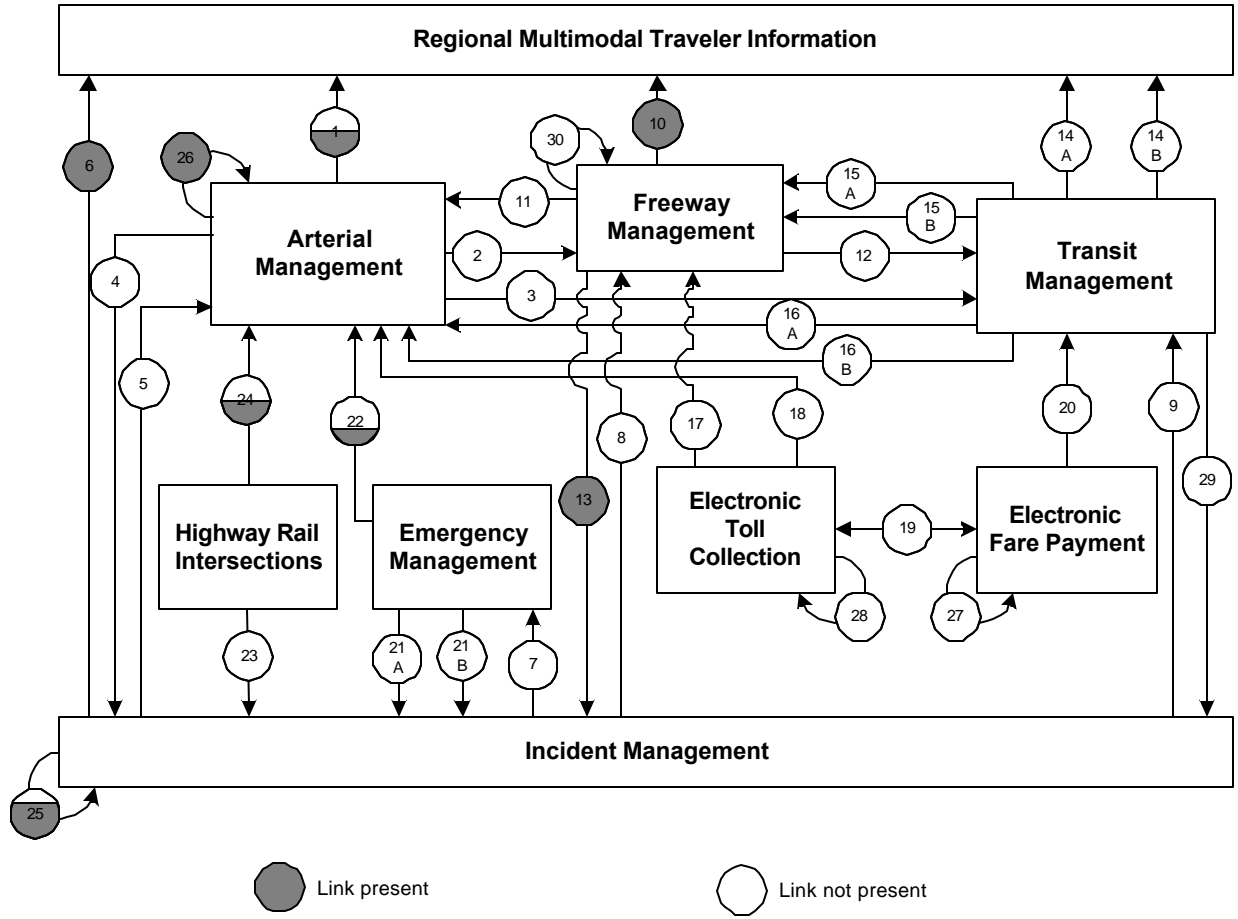 Regional Multimodal Traveler Information
1
10
30
14
A
14
B
6
26
15
A
11
Freeway
Management
15
B
Arterial
Management
2
12
Transit
Management
4
3
16
A
16
B
5
24
22
17
18
20
9
8
29
13
Highway Rail
Intersections
Emergency
Management
Electronic
Toll
Collection
19
Electronic
Fare Payment
28
27
23
21
A
21
B
7
Incident Management
25
Link present
Link not present